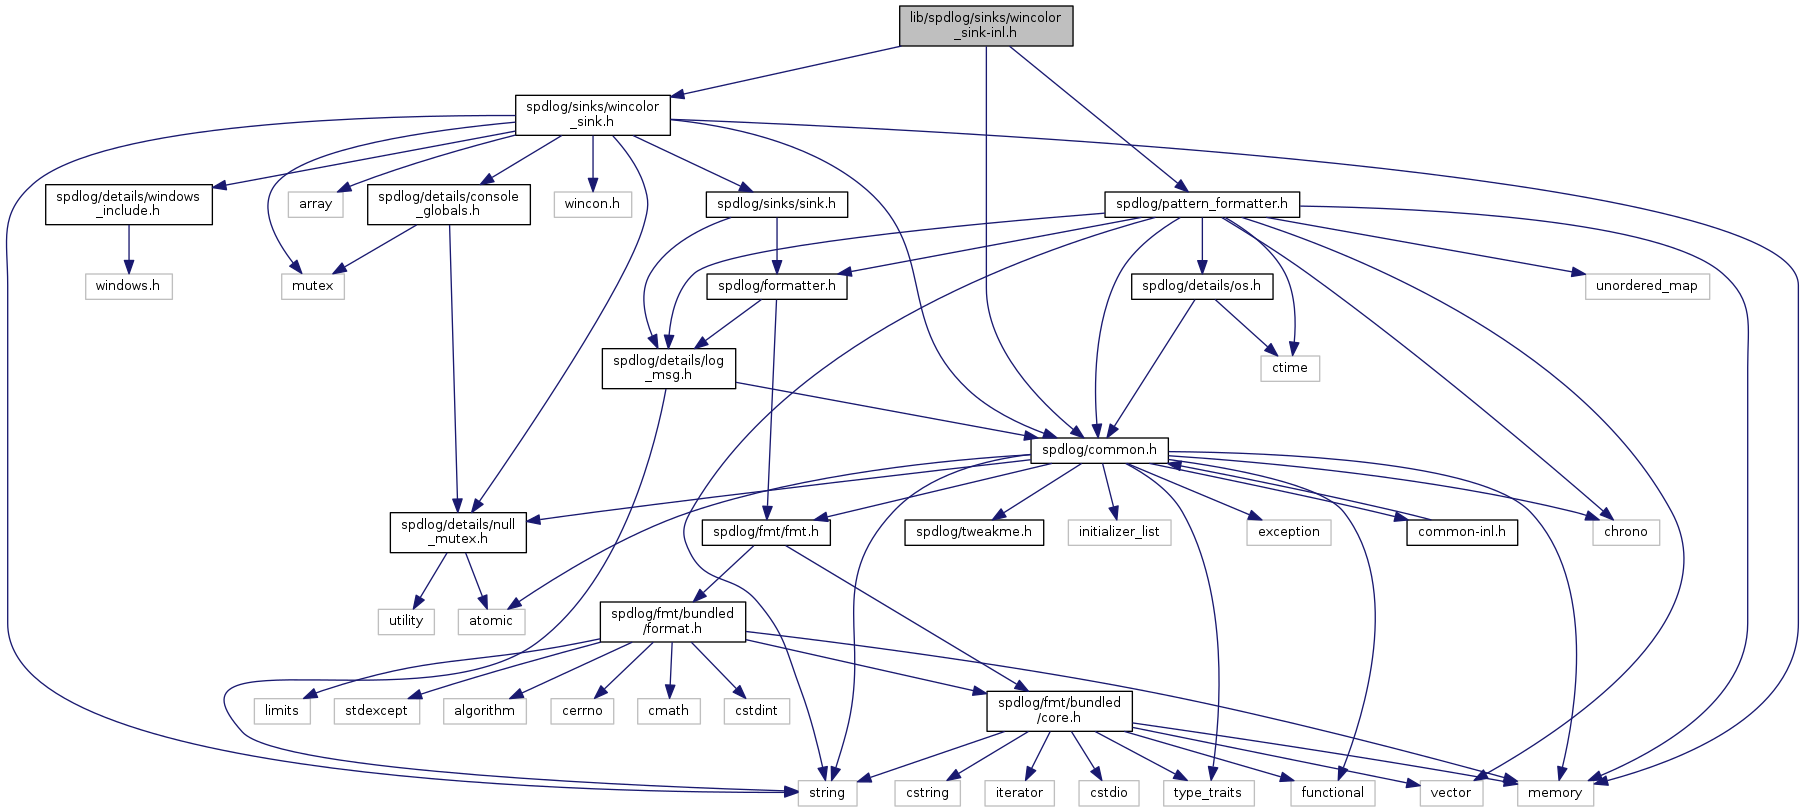 lib/spdlog/sinks/wincolor
_sink-inl.h
spdlog/sinks/wincolor
_sink.h
spdlog/details/windows
_include.h
array
spdlog/details/console
_globals.h
wincon.h
spdlog/sinks/sink.h
spdlog/pattern_formatter.h
windows.h
mutex
spdlog/formatter.h
spdlog/details/os.h
unordered_map
spdlog/details/log
_msg.h
ctime
spdlog/common.h
spdlog/details/null
_mutex.h
spdlog/fmt/fmt.h
spdlog/tweakme.h
initializer_list
exception
common-inl.h
chrono
utility
atomic
spdlog/fmt/bundled
/format.h
limits
stdexcept
algorithm
cerrno
cmath
cstdint
spdlog/fmt/bundled
/core.h
string
cstring
iterator
cstdio
type_traits
functional
vector
memory